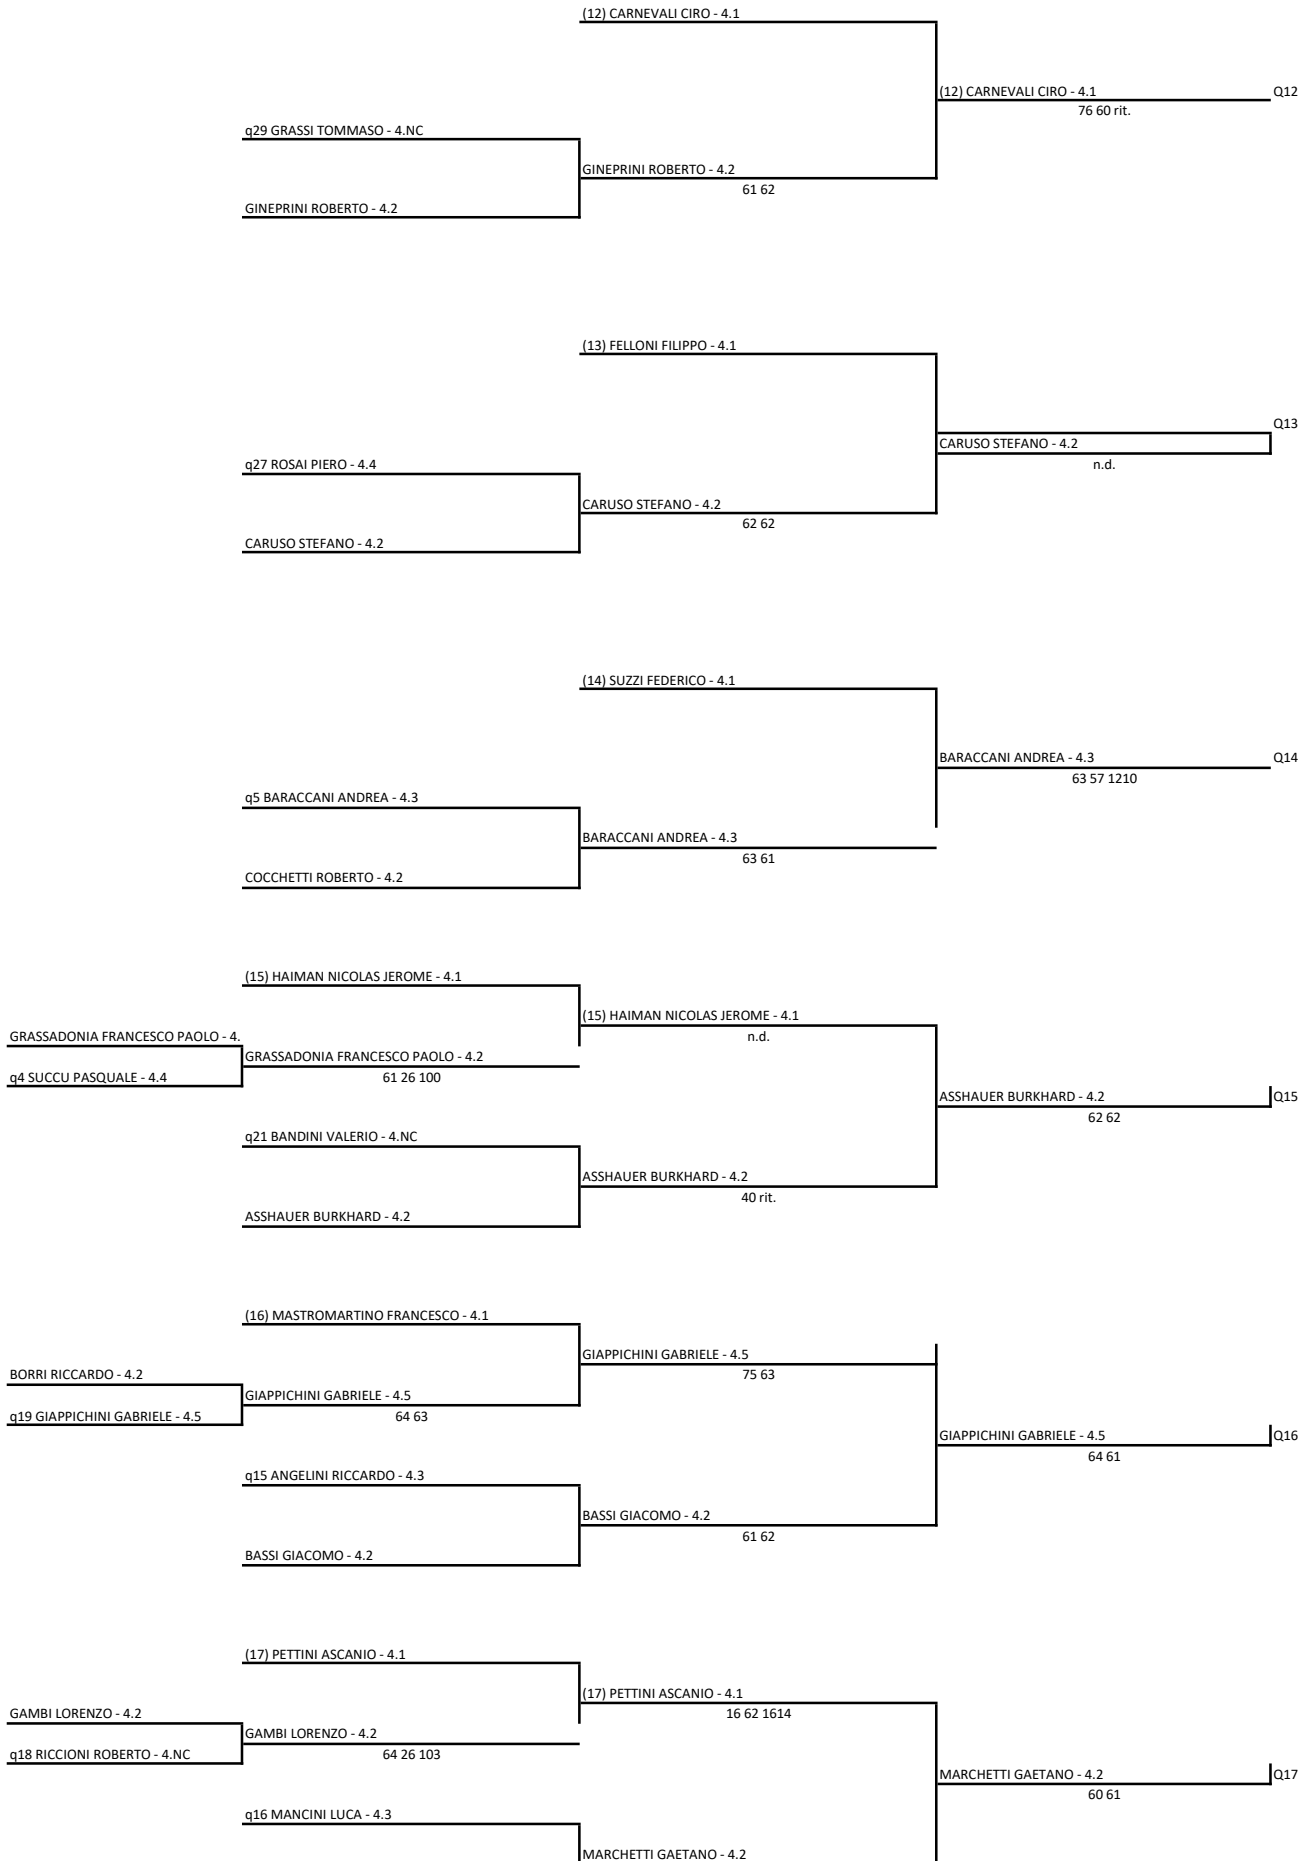 (12) CARNEVALI CIRO - 4.1
(12) CARNEVALI CIRO - 4.1
Q12
76 60 rit.
q29 GRASSI TOMMASO - 4.NC
GINEPRINI ROBERTO - 4.2
61 62
GINEPRINI ROBERTO - 4.2
(13) FELLONI FILIPPO - 4.1
Q13
CARUSO STEFANO - 4.2
n.d.
q27 ROSAI PIERO - 4.4
CARUSO STEFANO - 4.2
62 62
CARUSO STEFANO - 4.2
(14) SUZZI FEDERICO - 4.1
BARACCANI ANDREA - 4.3
Q14
63 57 1210
q5 BARACCANI ANDREA - 4.3
BARACCANI ANDREA - 4.3
63 61
COCCHETTI ROBERTO - 4.2
(15) HAIMAN NICOLAS JEROME - 4.1
(15) HAIMAN NICOLAS JEROME - 4.1
n.d.
GRASSADONIA FRANCESCO PAOLO - 4.
GRASSADONIA FRANCESCO PAOLO - 4.2
61 26 100
q4 SUCCU PASQUALE - 4.4
ASSHAUER BURKHARD - 4.2
Q15
62 62
q21 BANDINI VALERIO - 4.NC
ASSHAUER BURKHARD - 4.2
40 rit.
ASSHAUER BURKHARD - 4.2
(16) MASTROMARTINO FRANCESCO - 4.1
GIAPPICHINI GABRIELE - 4.5
75 63
BORRI RICCARDO - 4.2
GIAPPICHINI GABRIELE - 4.5
64 63
q19 GIAPPICHINI GABRIELE - 4.5
GIAPPICHINI GABRIELE - 4.5
Q16
64 61
q15 ANGELINI RICCARDO - 4.3
BASSI GIACOMO - 4.2
61 62
BASSI GIACOMO - 4.2
(17) PETTINI ASCANIO - 4.1
(17) PETTINI ASCANIO - 4.1
16 62 1614
GAMBI LORENZO - 4.2
GAMBI LORENZO - 4.2
64 26 103
q18 RICCIONI ROBERTO - 4.NC
MARCHETTI GAETANO - 4.2
Q17
60 61
q16 MANCINI LUCA - 4.3
MARCHETTI GAETANO - 4.2